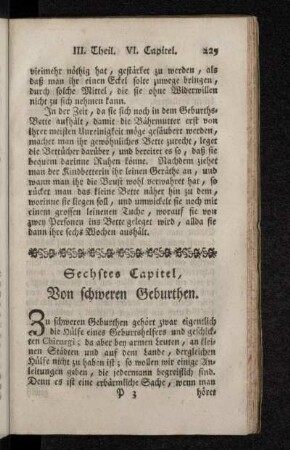 III. Theil. VI. Capitel. 229
vielmehr nöthig hat, gestärket zu werden, als
daß man ihr einen Eckel solte zuwege bringen,
durch solche Mittel, die sie ohne Widerwillen
nicht zu sich nehmen kann.
In der Zeit, da sie sich noch in dem Geburths-
Bette aufhält, damit die Bährmutter erst von
ihrer meisten Unreinigkeit möge gesäubert werden,
machet man ihr gewöhnliches Bette zurecht, leget
die Bettücher darüber, und bereitet es so, daß sie
bequem darinne Ruhen könne. Nachdem ziehet
man der Kindbetterin ihr leinen Geräthe an, und
wann man ihr die Brust wohl verwahret hat, so
rücket man das kleine Bette näher hin zu dem,
worinne sie liegen soll, und umwickelt sie noch mit
einem grossen leinenen Tuche, worauf sie von
zwey Personen ins Bette geleget wird, allda sie
dann ihre sechs Wochen aushält.
Sechstes Capitel,
Von schweren Geburthen.
Zu schweren Geburthen gehört zwar eigentlich
die Hülfe eines Geburtshelfers und geschickten
Chirurgi; da aber bey armen Leuten, an klei-
nen Städten und auf dem Lande, dergleichen
Hülfe nicht zu haben ist; so wollen wir einige An-
leitungen geben, die jedermann begreiflich sind.
Denn es ist eine erbärmliche Sache, wenn man
P 3 höret